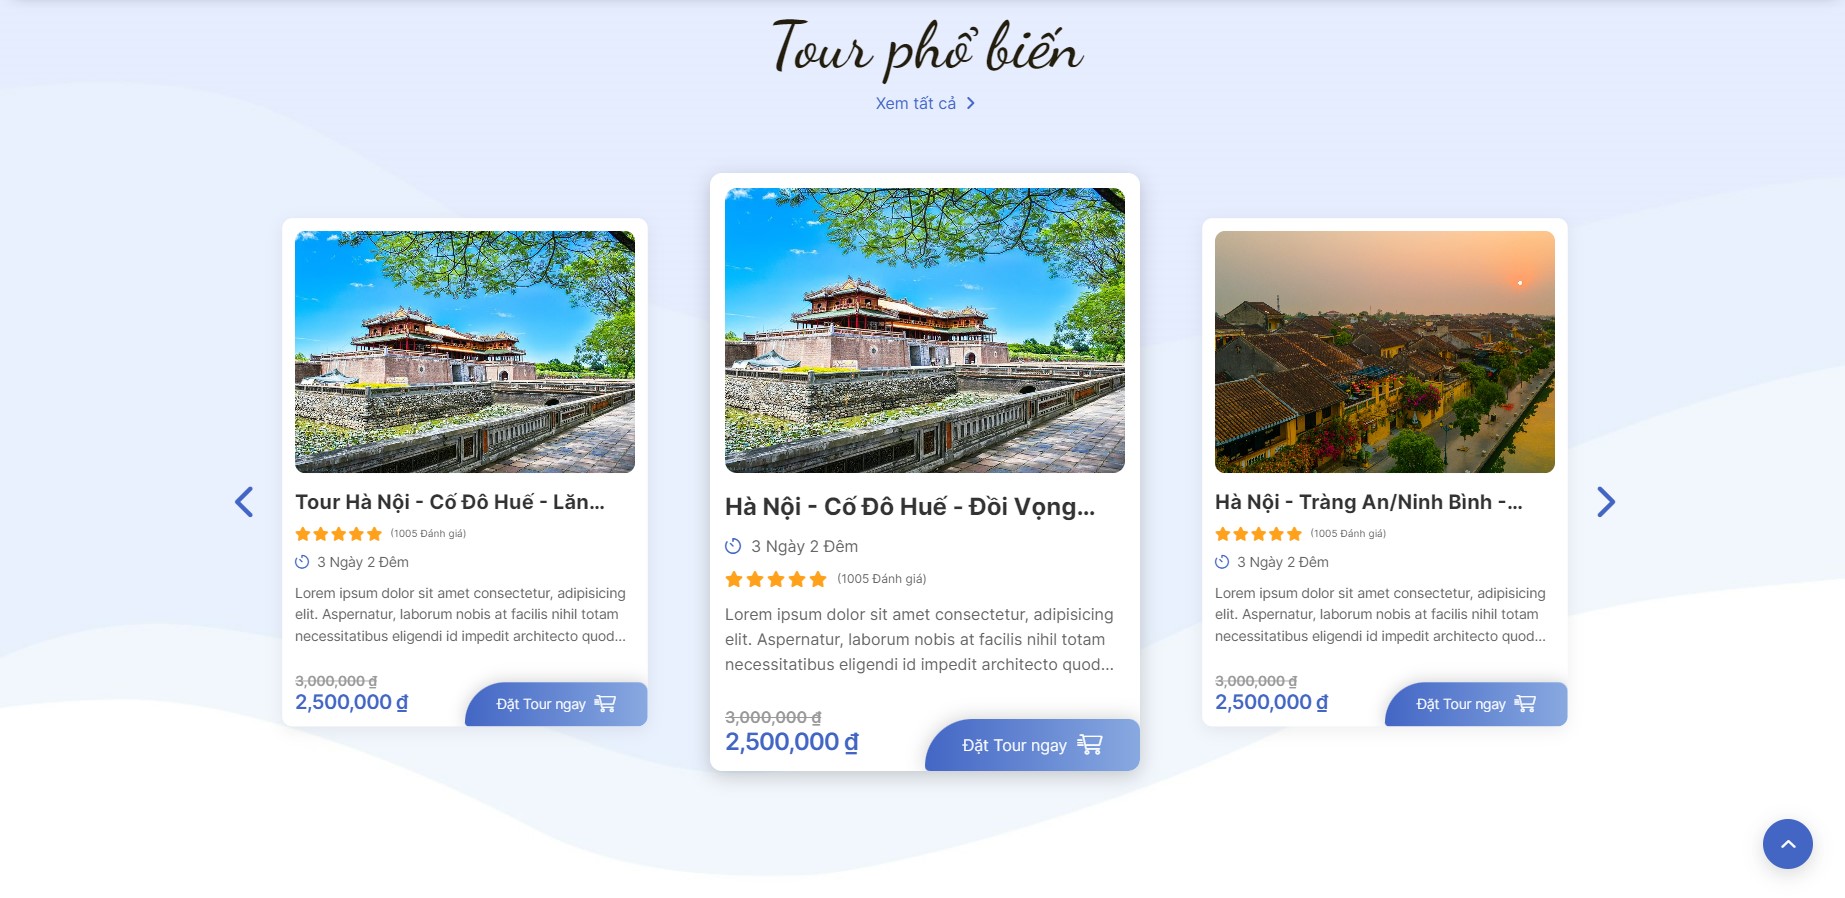 Tour phổ biến
Xem tất cả
Tour Hà Nội - Cố Đô Huế - Lăn...
(1005 Đánh giá)
3 Ngày 2 Đêm
Lorem ipsum dolor sit amet consectetur, adipisicing
elit. Aspernatur, laborum nobis at facilis nihil totam
necessitatibus eligendi id impedit architecto quod...
3,000,000 ₫
2,500,000 ₫
Đặt Tour ngay
Hà Nội - Cố Đô Huế - Đồi Vọng...
3 Ngày 2 Đêm
(1005 Đánh giá)
Lorem ipsum dolor sit amet consectetur, adipisicing
elit. Aspernatur, laborum nobis at facilis nihil totam
necessitatibus eligendi id impedit architecto quod...
3,000,000 ₫
2,500,000 ₫
Đặt Tour ngay
Hà Nội - Tràng An/Ninh Bình -...
(1005 Đánh giá)
3 Ngày 2 Đêm
Lorem ipsum dolor sit amet consectetur, adipisicing
elit. Aspernatur, laborum nobis at facilis nihil totam
necessitatibus eligendi id impedit architecto quod...
3,000,000 ₫
2,500,000 ₫
Đặt Tour ngay